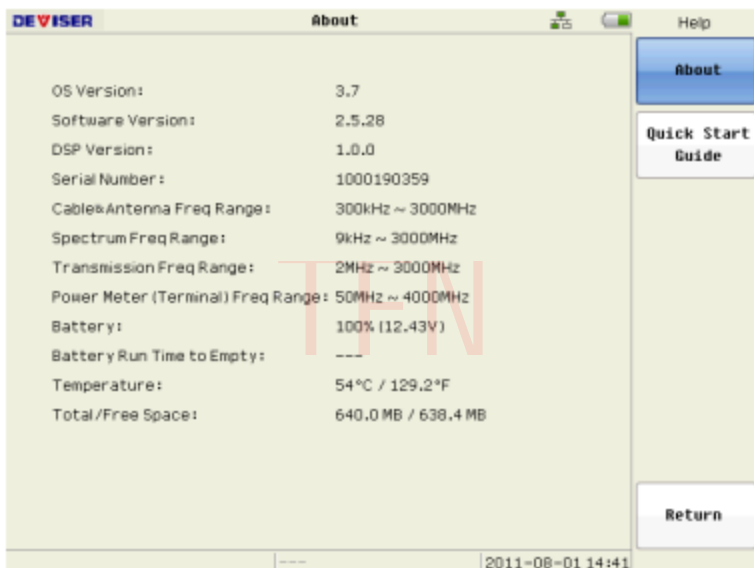 DEVISER About Help
About
OS Version: 3.7
Software Version: 2.5.28
Quick Start
Guide
DSP Version: 1.0.0
Serial Number: 1000190359
Cable&Antenna Freq Range: 300kHz ~ 3000MHz
Spectrum Freq Range: 9kHz ~ 3000MHz
Transmission Freq Range: 2MHz ~ 3000MHz
Power Meter (Terminal) Freq Range: 50MHz ~ 4000MHz
TFN
Battery: 100% (12.43V)
Battery Run Time to Empty: ---
Temperature: 54°C / 129.2°F
Total/Free Space: 640.0 MB / 638.4 MB
Return
--- 2011-08-01 14:41